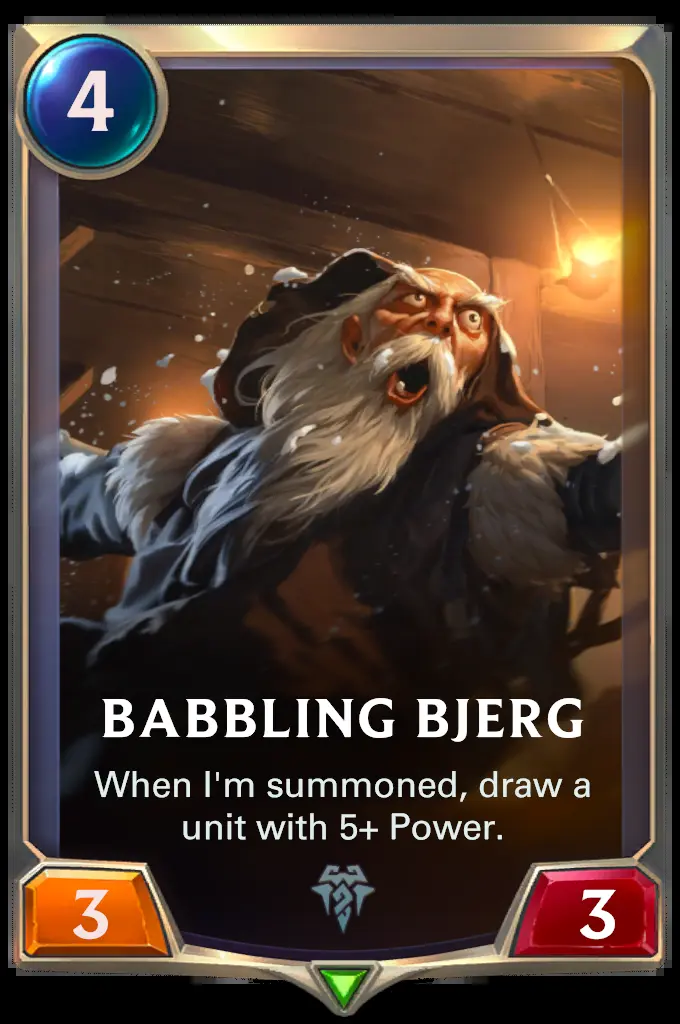 4
BABBLING BJERG
When I'm summoned, draw a
unit with 5+ Power.
3
3